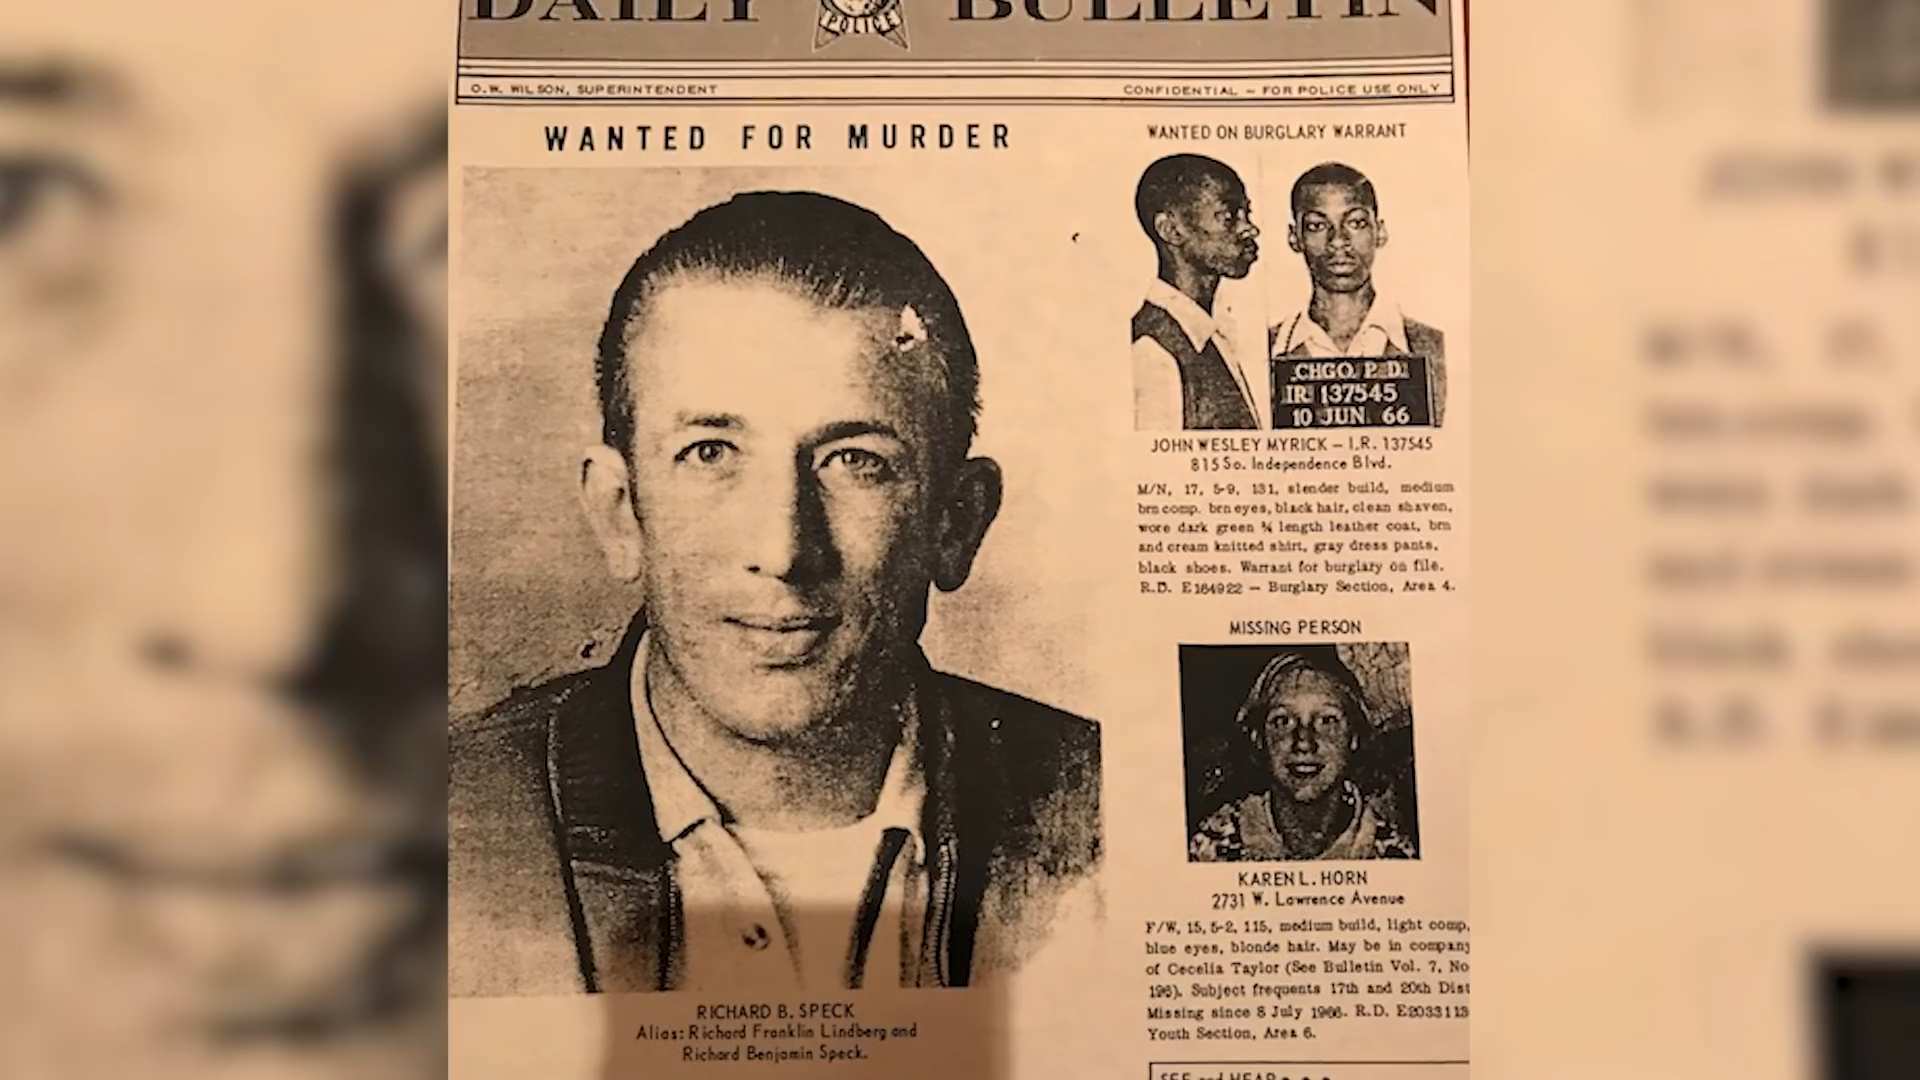 DAILY BULLETIN
POLICE
O.W. WILSON, SUPERINTENDENT
CONFIDENTIAL – FOR POLICE USE ONLY
WANTED FOR MURDER
RICHARD B. SPECK
Alias: Richard Franklin Lindberg and
Richard Benjamin Speck.
WANTED ON BURGLARY WARRANT
CHGO. P. D.
IR 137545
10 JUN. 66
JOHN WESLEY MYRICK – I.R. 137545
815 So. Independence Blvd.
M/N, 17, 5-9, 131, slender build, medium
brn comp. brn eyes, black hair, clean shaven,
wore dark green ¾ length leather coat, brn
and cream knitted shirt, gray dress pants,
black shoes. Warrant for burglary on file.
R.D. E164922 – Burglary Section, Area 4.
MISSING PERSON
KAREN L. HORN
2731 W. Lawrence Avenue
F/W, 15, 5-2, 115, medium build, light comp,
blue eyes, blonde hair. May be in company
of Cecelia Taylor (See Bulletin Vol. 7, No
196). Subject frequents 17th and 20th Dist
Missing since 8 July 1966. R.D. E203311
Youth Section, Area 6.
SEE and HEAR